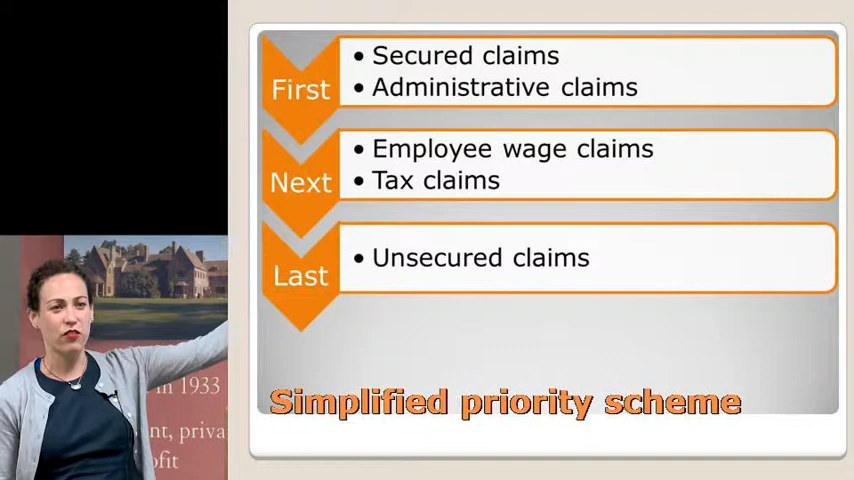 First
• Secured claims
• Administrative claims
Next
• Employee wage claims
• Tax claims
Last
• Unsecured claims
Simplified priority scheme
in 1933
nt, priva
ofit